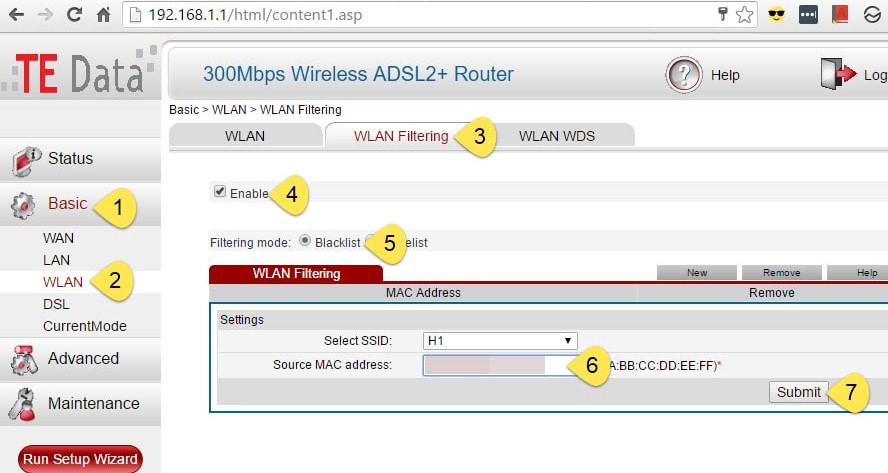 192.168.1.1/html/content1.asp
TE Data
300Mbps Wireless ADSL2+ Router
Help
Log
Basic > WLAN > WLAN Filtering
WLAN
WLAN Filtering
3
WLAN WDS
Status
Enable
4
Basic
1
Filtering mode:
Blacklist
5
elist
WAN
LAN
WLAN
2
DSL
CurrentMode
WLAN Filtering
New
Remove
Help
MAC Address
Remove
Settings
Select SSID:
H1
Source MAC address:
6
A:BB:CC:DD:EE:FF)*
Submit
7
Advanced
Maintenance
Run Setup Wizard